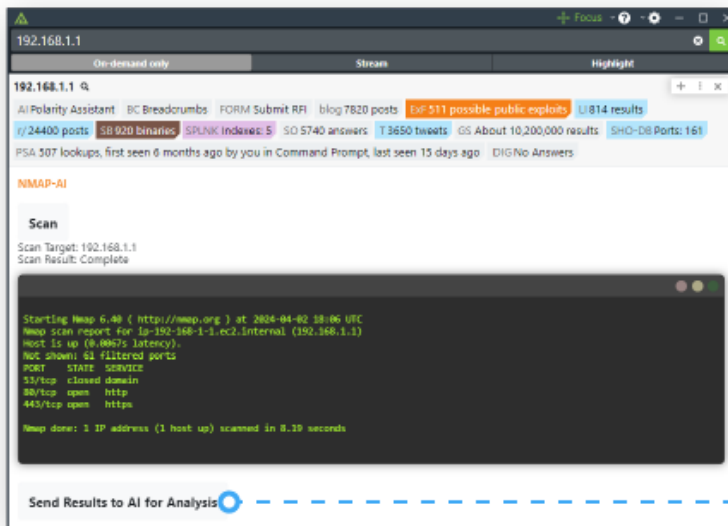 Focus
192.168.1.1
On-demand only Stream Highlight
192.168.1.1
AI Polarity Assistant BC Breadcrumbs FORM Submit RFI blog 7820 posts ExF 511 possible public exploits LI 814 results
r/ 24400 posts SB 920 binaries SPLNK Indexes: 5 SO 5740 answers T 3650 tweets GS About 10,200,000 results SHO-DB Ports: 161
PSA 507 lookups, first seen 6 months ago by you in Command Prompt, last seen 15 days ago DIG No Answers
NMAP-AI
Scan
Scan Target: 192.168.1.1
Scan Result: Complete
Starting Nmap 6.40 ( http://nmap.org ) at 2024-04-02 18:06 UTC
Nmap scan report for ip-192-168-1-1.ec2.internal (192.168.1.1)
Host is up (0.0067s latency).
Not shown: 61 filtered ports
PORT STATE SERVICE
53/tcp closed domain
80/tcp open http
443/tcp open https
Nmap done: 1 IP address (1 host up) scanned in 8.19 seconds
Send Results to AI for Analysis